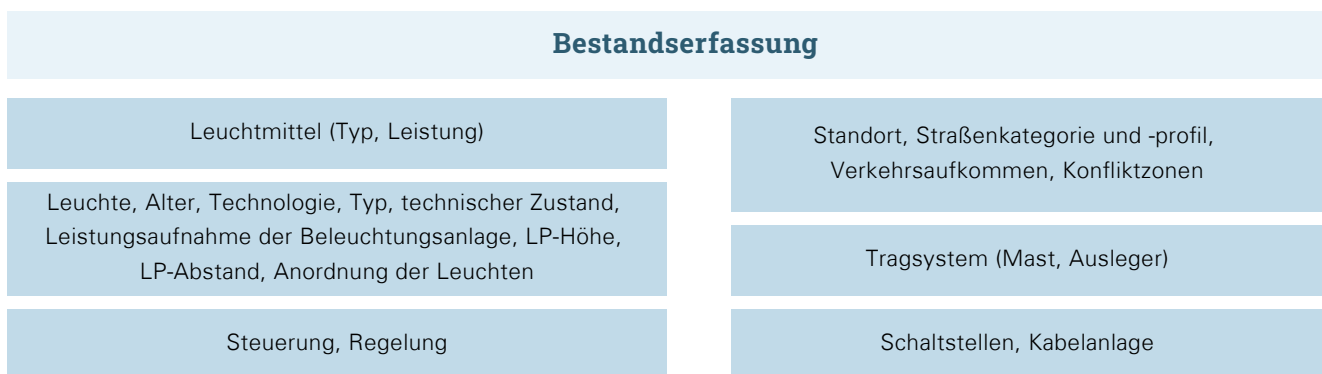 Bestandserfassung
Leuchtmittel (Typ, Leistung)
Leuchte, Alter, Technologie, Typ, technischer Zustand,
Leistungsaufnahme der Beleuchtungsanlage, LP-Höhe,
LP-Abstand, Anordnung der Leuchten
Steuerung, Regelung
Standort, Straßenkategorie und -profil,
Verkehrsaufkommen, Konfliktzonen
Tragsystem (Mast, Ausleger)
Schaltstellen, Kabelanlage